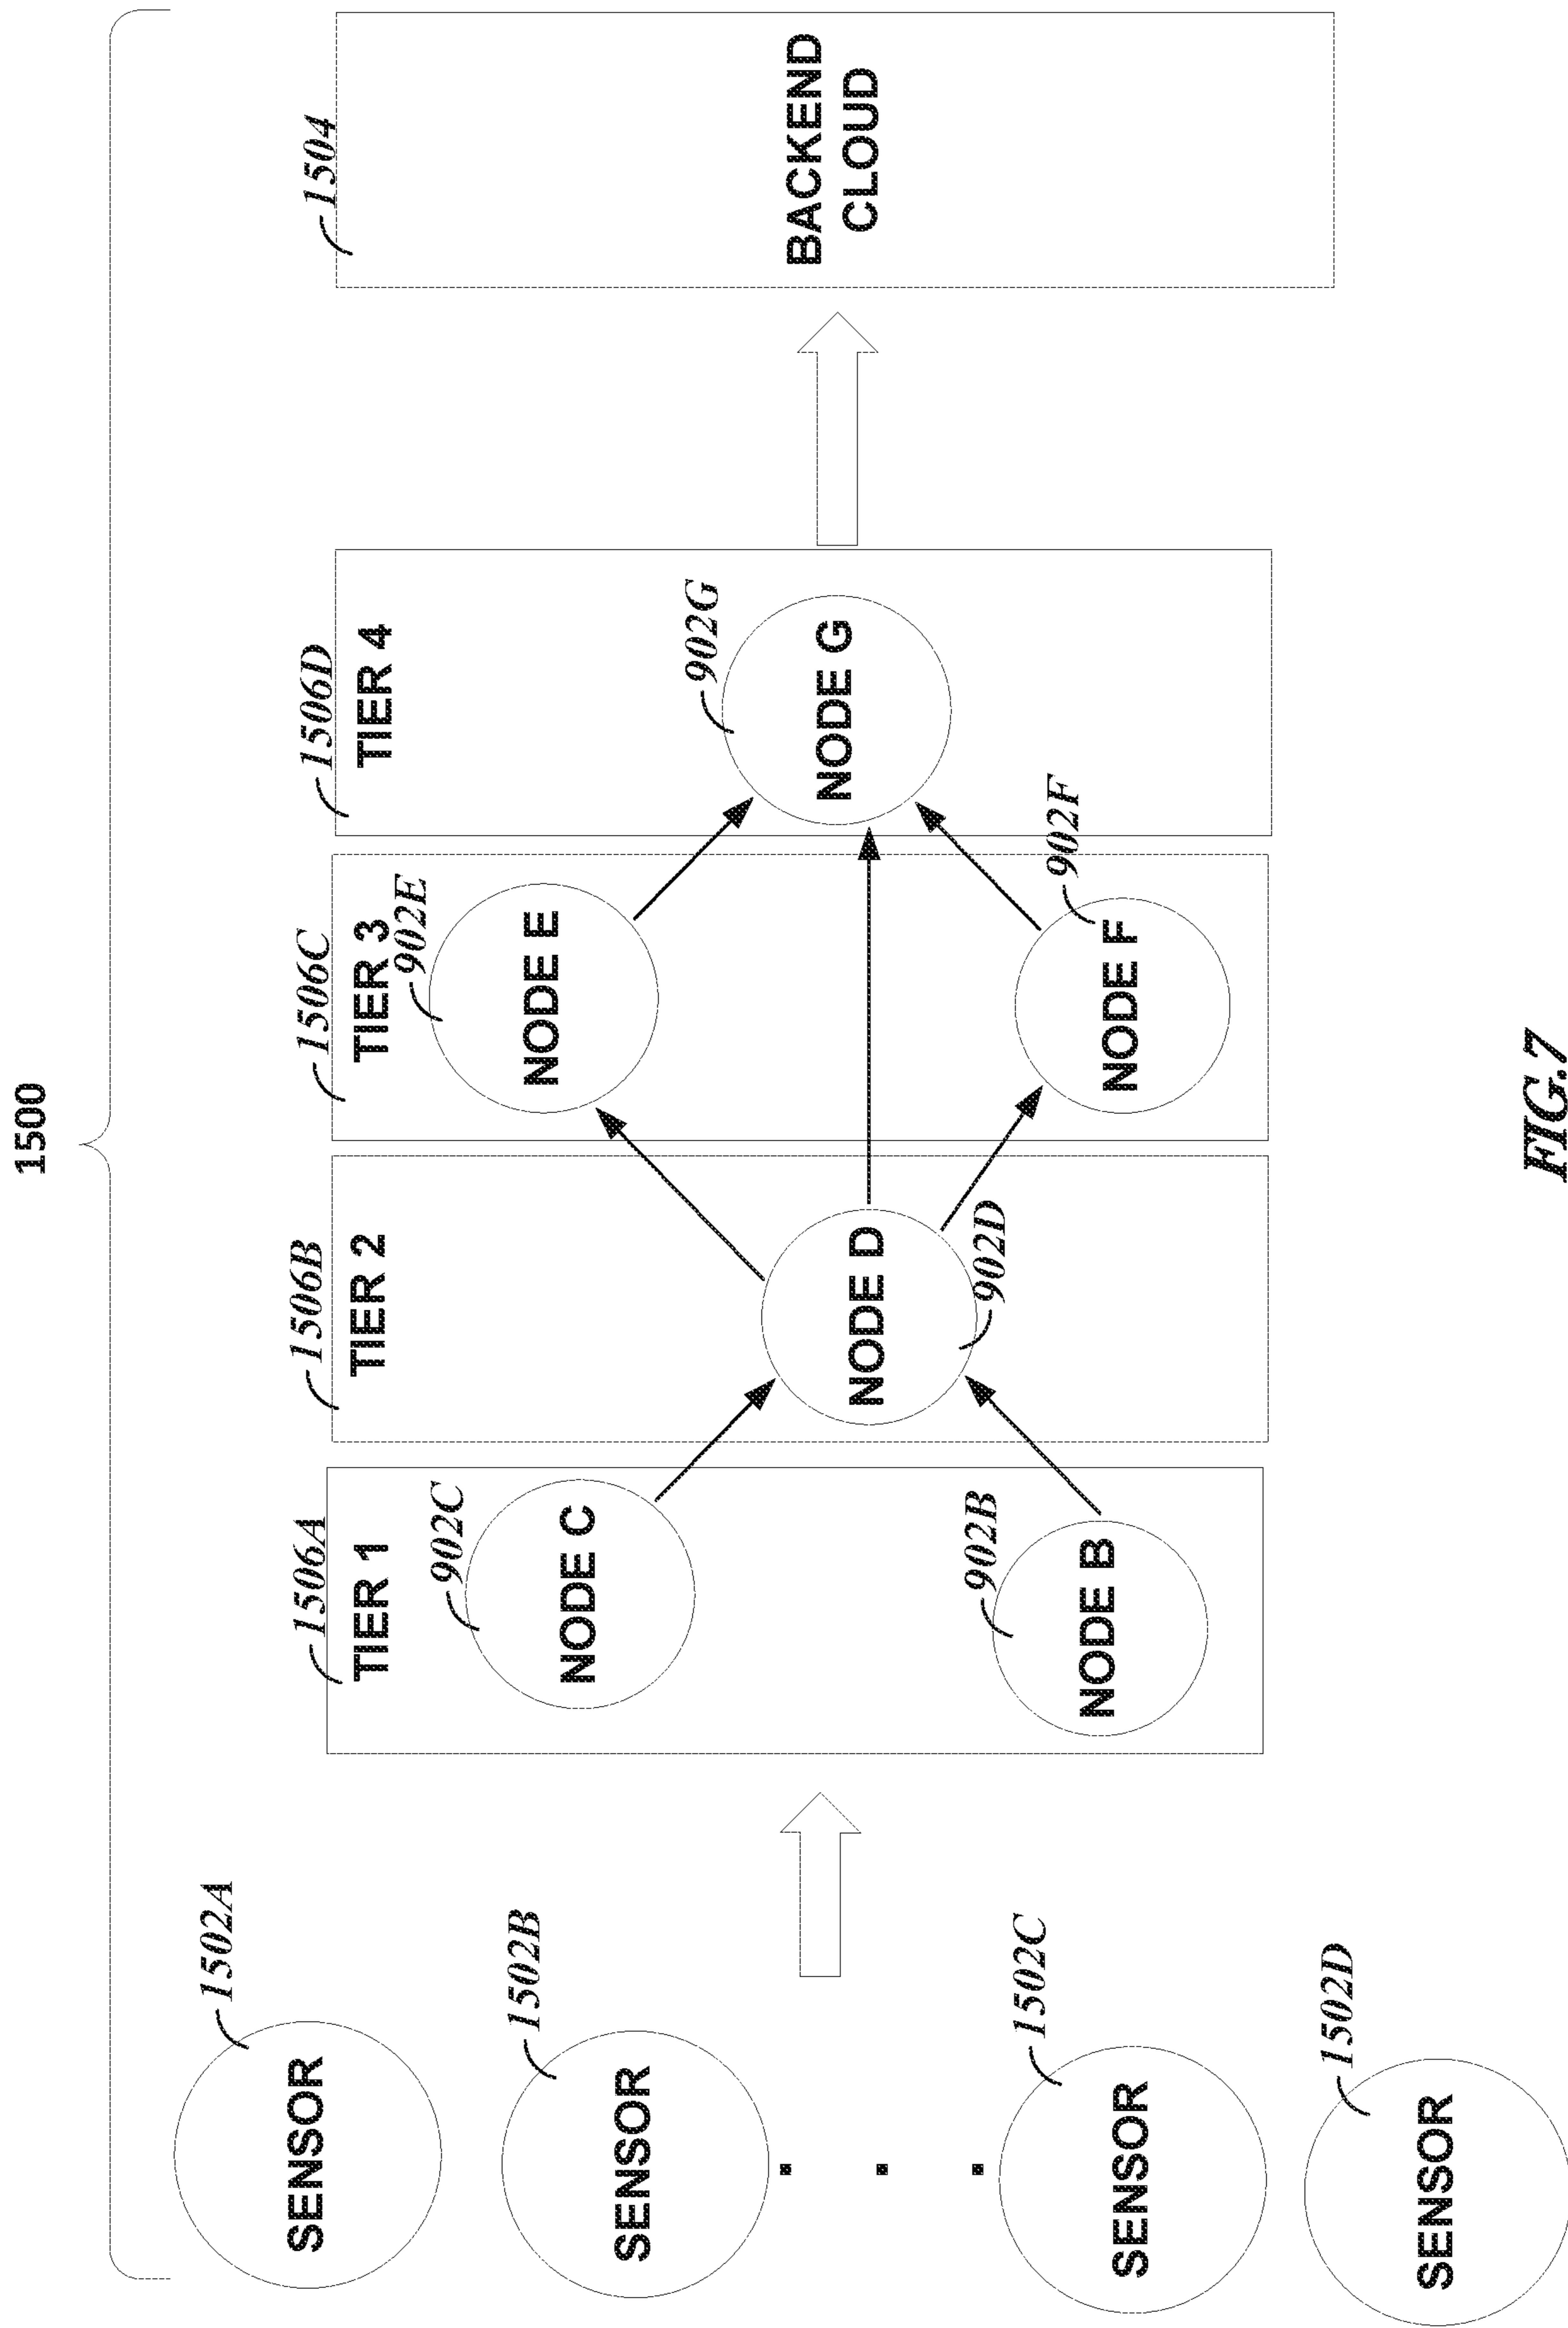 1500
SENSOR
1502A
SENSOR
1502B
SENSOR
1502C
SENSOR
1502D
1506A
TIER 1
902C
NODE C
902B
NODE B
1506B
TIER 2
NODE D
902D
1506C
TIER 3
902E
NODE E
902F
NODE F
1506D
TIER 4
902G
NODE G
1504
BACKEND
CLOUD
FIG.7